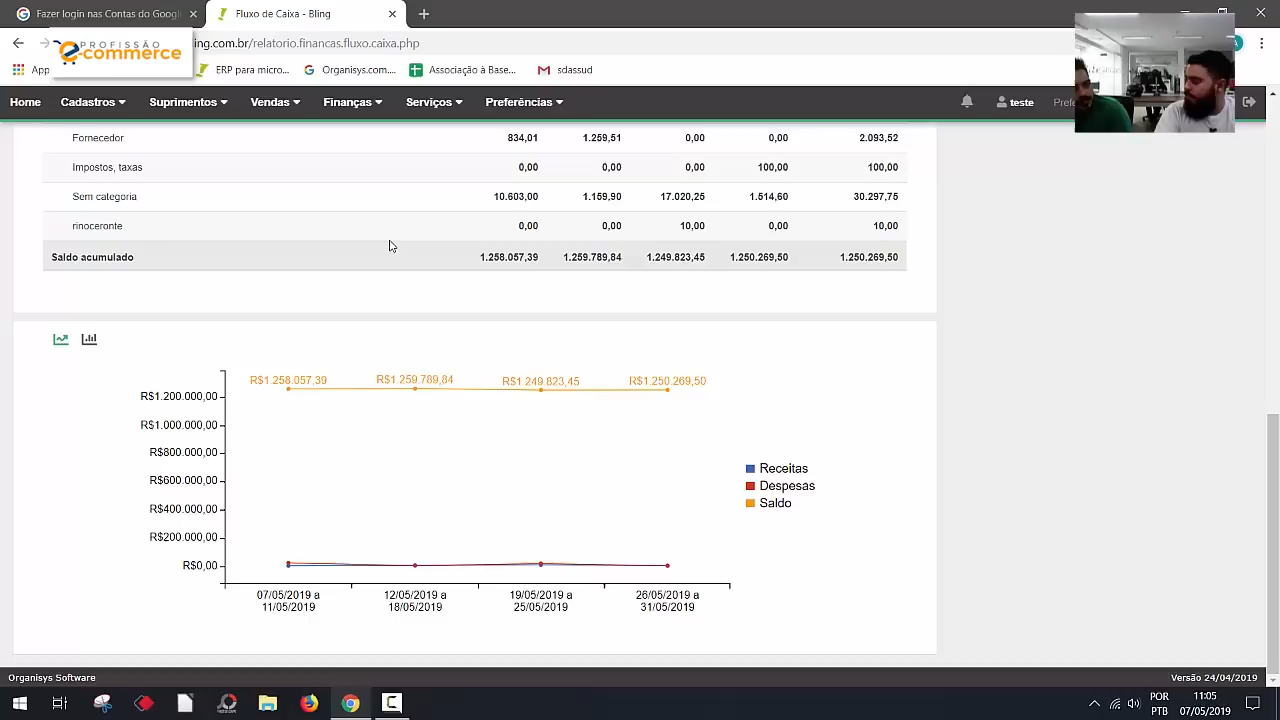 Fazer login nas Contas do Googl
Fluxo de Caixa - Bling
PROFISSÃO
e-commerce
ing.com.br/relatorio.financas.fluxo.caixa.php
App
ERP para micro...
Organisys.com...
sdassud
Home
Cadastros
Suprimentos
Vendas
Finanças
Serviços
Preferências
teste
Prefe
Fornecedor 834,01 1.259,51 0,00 0,00 2.093,52
Impostos, taxas 0,00 0,00 0,00 100,00 100,00
Sem categoria 10.603,00 1.159,90 17.020,25 1.514,60 30.297,75
rinoceronte 0,00 0,00 10,00 0,00 10,00
Saldo acumulado 1.258.057,39 1.259.789,84 1.249.823,45 1.250.269,50 1.250.269,50
R$1.258.057,39 R$1.259.789,84 R$1.249.823,45 R$1.250.269,50
R$1.200.000,00
R$1.000.000,00
R$800.000,00
R$600.000,00
R$400.000,00
R$200.000,00
R$0,00
Receitas
Despesas
Saldo
07/05/2019 a 12/05/2019 a 19/05/2019 a 26/05/2019 a
11/05/2019 18/05/2019 25/05/2019 31/05/2019
Organisys Software
Versão 24/04/2019
POR
PTB
11:05
07/05/2019